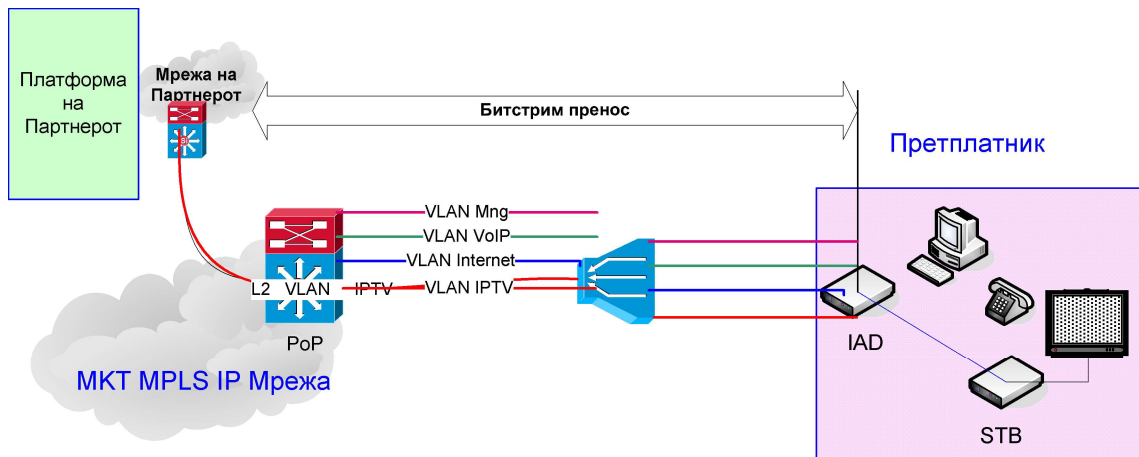 Платформа
на
Партнерот
Мрежа на
Партнерот
Битстрим пренос
Претплатник
VLAN Mng
VLAN VoIP
VLAN Internet
L2 VLAN IPTV
VLAN IPTV
PoP
IAD
МКТ MPLS IP Мрежа
STB